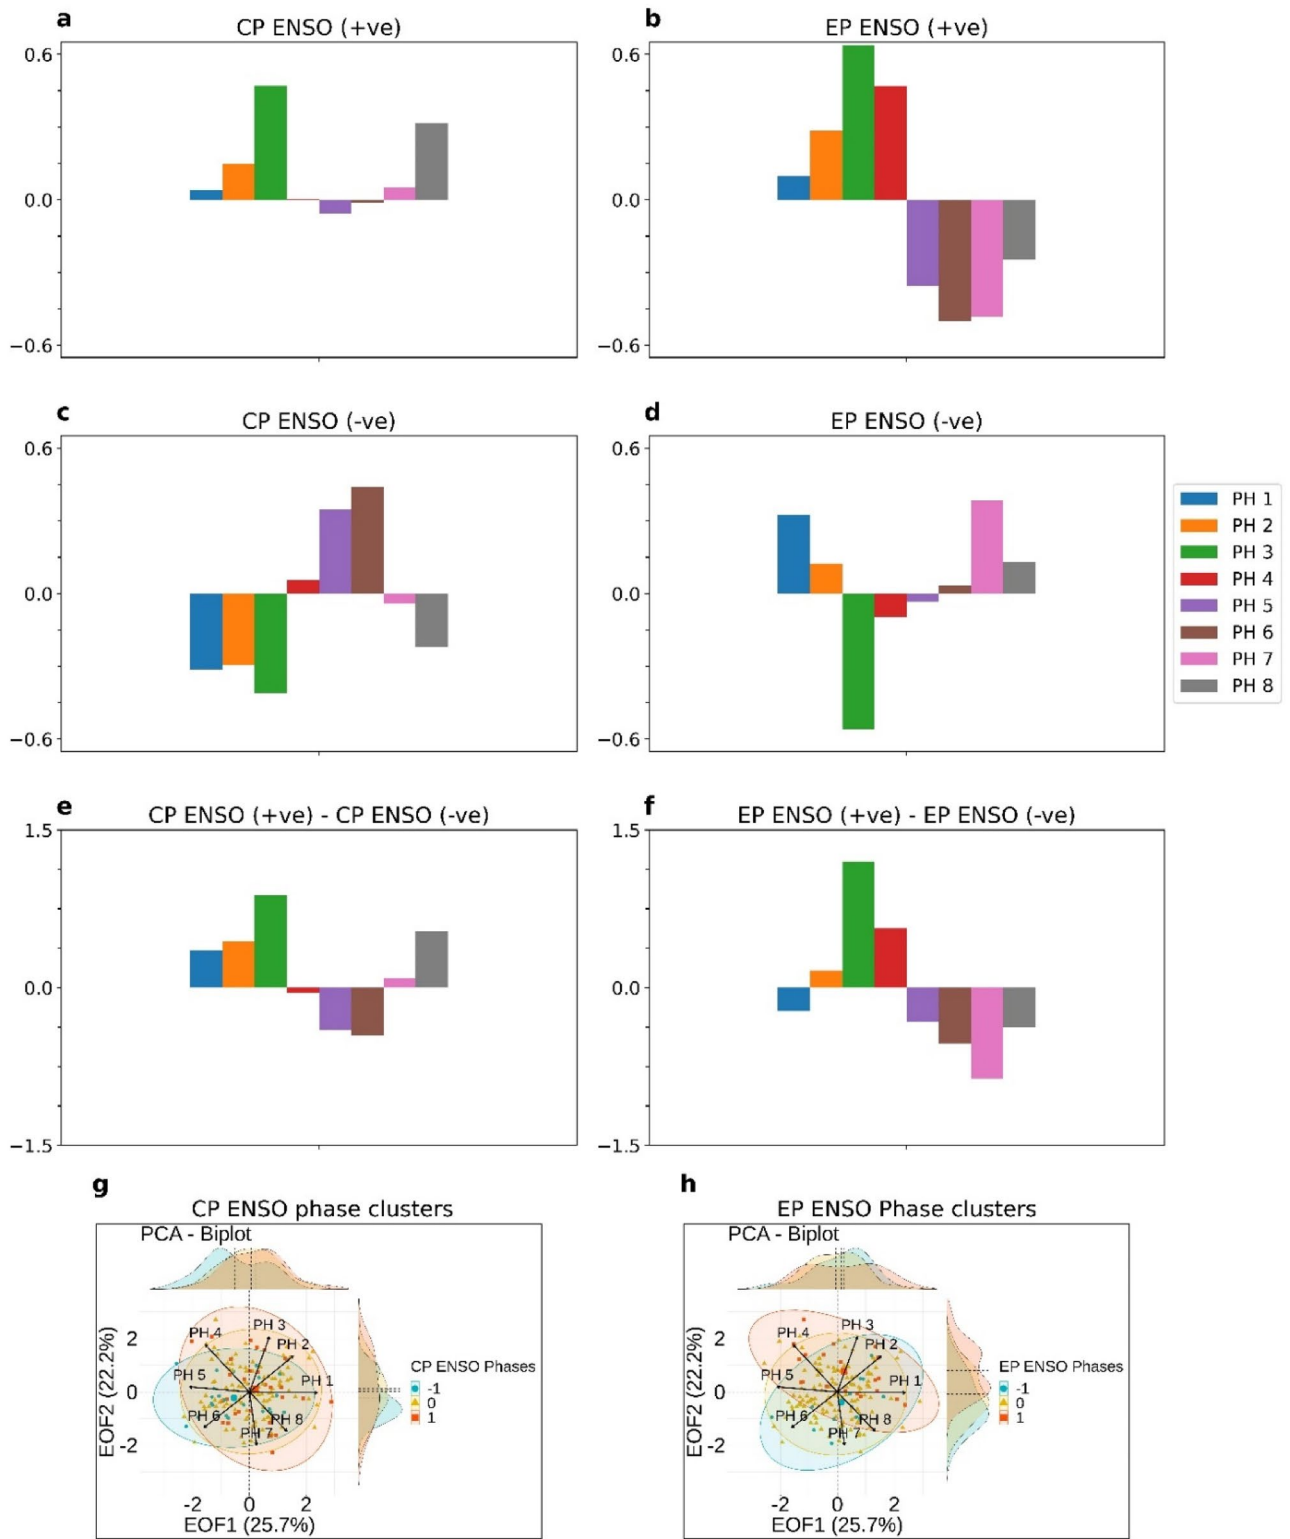 a
CP ENSO (+ve)
0.6
0.0
−0.6
b
EP ENSO (+ve)
0.6
0.0
−0.6
c
CP ENSO (-ve)
0.6
0.0
−0.6
d
EP ENSO (-ve)
0.6
0.0
−0.6
PH 1
PH 2
PH 3
PH 4
PH 5
PH 6
PH 7
PH 8
e
CP ENSO (+ve) - CP ENSO (-ve)
1.5
0.0
−1.5
f
EP ENSO (+ve) - EP ENSO (-ve)
1.5
0.0
−1.5
g
CP ENSO phase clusters
PCA - Biplot
EOF2 (22.2%)
2
0
-2
PH 3
PH 4
PH 2
PH 5
PH 1
PH 6
PH 8
PH 7
-2 0 2
EOF1 (25.7%)
CP ENSO Phases
-1
0
1
h
EP ENSO Phase clusters
PCA - Biplot
EOF2 (22.2%)
2
0
-2
PH 3
PH 4
PH 2
PH 5
PH 1
PH 6
PH 8
PH 7
-2 0 2
EOF1 (25.7%)
EP ENSO Phases
-1
0
1